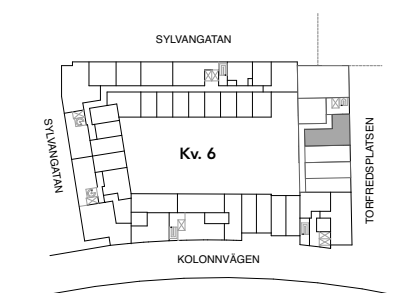 SYLVANGATAN
SYLVANGATAN
Kv. 6
TORFREDSPLATSEN
KOLONNVÄGEN